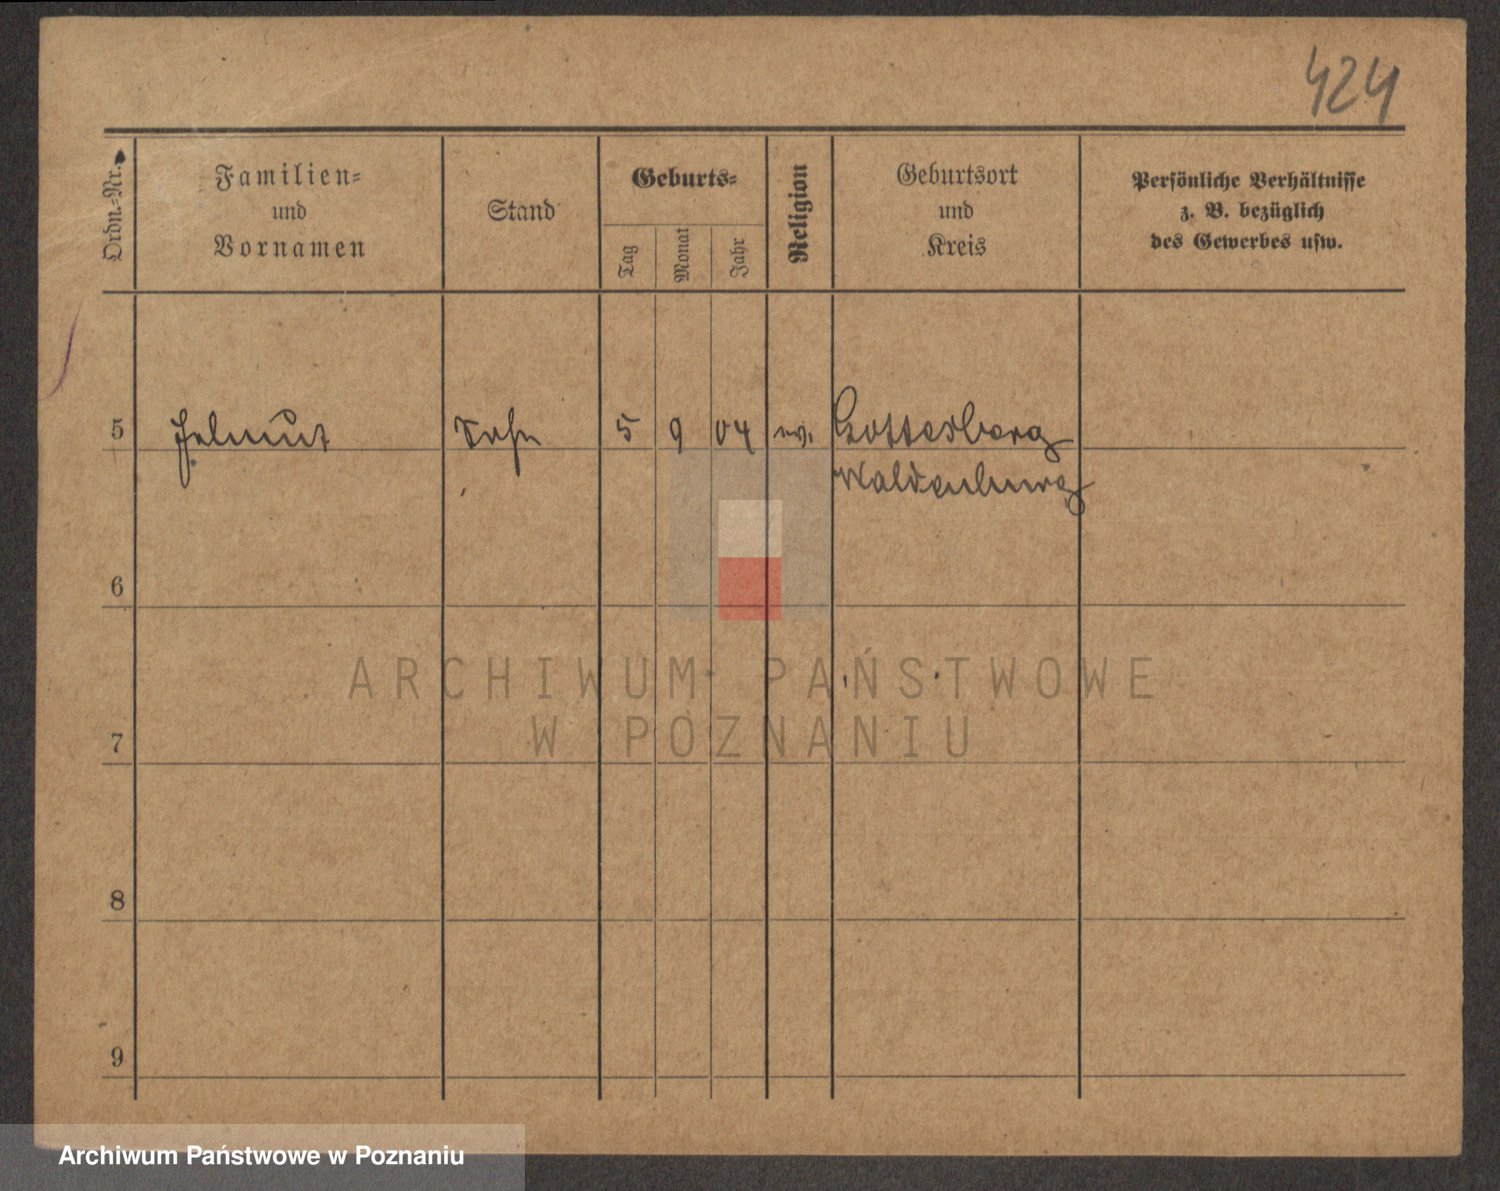 424
Ordn.-Nr.
Familien-
und
Vornamen
Stand
Geburts-
Tag
Monat
Jahr
Religion
Geburtsort
und
Kreis
Persönliche Verhältnisse
z. B. bezüglich
des Gewerbes usw.
5 Helmut Sohn 5 9 04 ev. Gottesberg
Waldenburg
6
7
8
9
ARCHIWUM PAŃSTWOWE
W POZNANIU
Archiwum Państwowe w Poznaniu